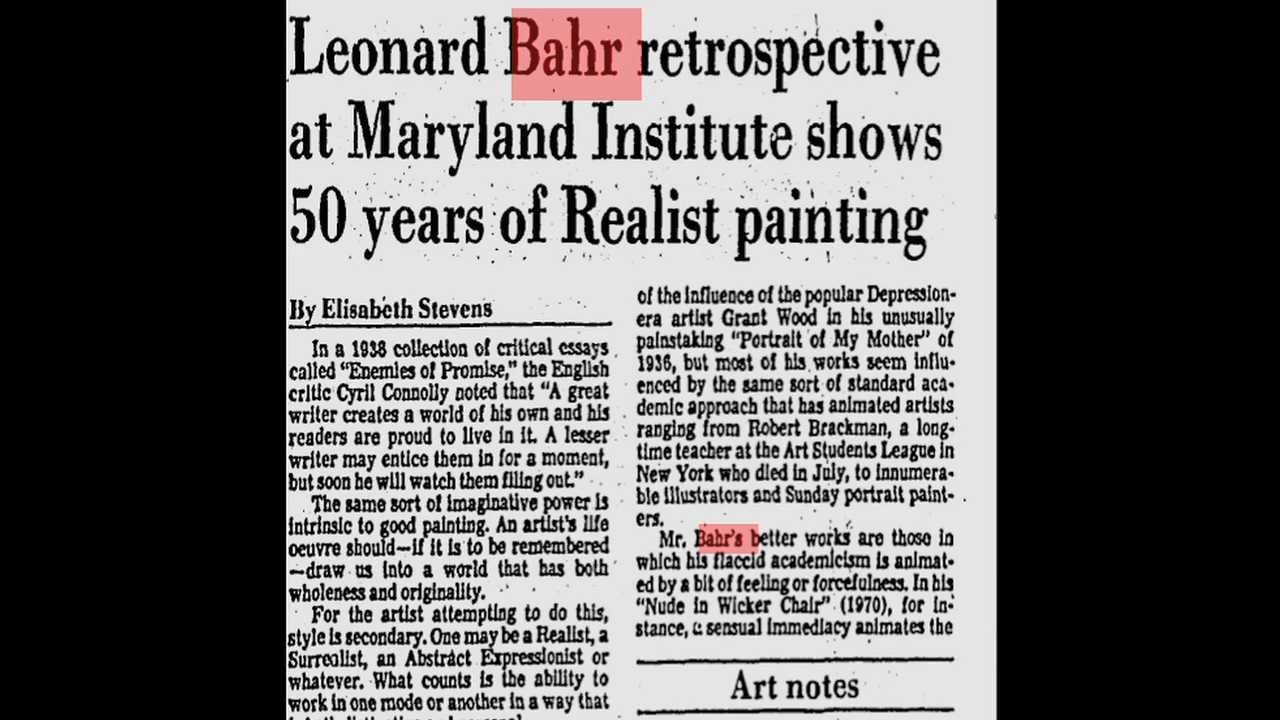 Leonard Bahr retrospective
at Maryland Institute shows
50 years of Realist painting
By Elisabeth Stevens
In a 1938 collection of critical essays
called “Enemies of Promise,” the English
critic Cyril Connolly noted that “A great
writer creates a world of his own and his
readers are proud to live in it. A lesser
writer may entice them in for a moment,
but soon he will watch them filing out.”
The same sort of imaginative power is
intrinsic to good painting. An artist's life
oeuvre should—if it is to be remembered
—draw us into a world that has both
wholeness and originality.
For the artist attempting to do this,
style is secondary. One may be a Realist, a
Surrealist, an Abstract Expressionist or
whatever. What counts is the ability to
work in one mode or another in a way that
of the influence of the popular Depression-
era artist Grant Wood in his unusually
painstaking “Portrait of My Mother” of
1936, but most of his works seem influ-
enced by the same sort of standard aca-
demic approach that has animated artists
ranging from Robert Brackman, a long-
time teacher at the Art Students League in
New York who died in July, to innumera-
ble illustrators and Sunday portrait paint-
ers.
Mr. Bahr's better works are those in
which his flaccid academicism is animat-
ed by a bit of feeling or forcefulness. In his
“Nude in Wicker Chair” (1970), for in-
stance, a sensual immediacy animates the
Art notes